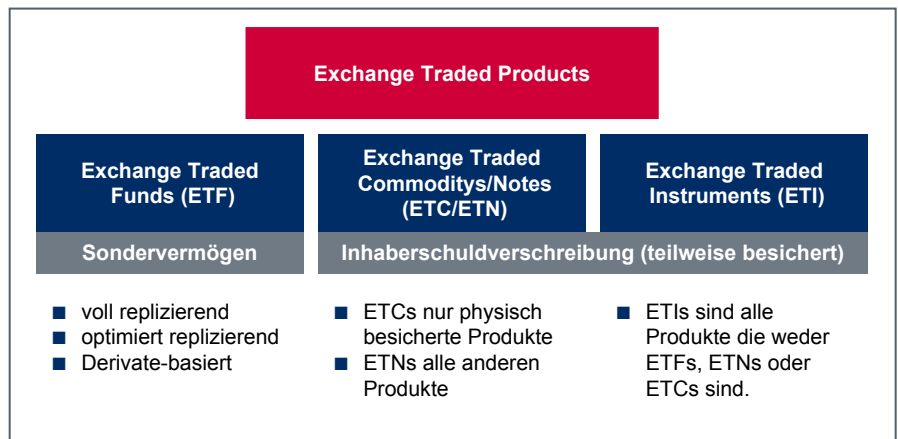 Exchange Traded Products
Exchange Traded
Funds (ETF)
Exchange Traded
Commoditys/Notes
(ETC/ETN)
Exchange Traded
Instruments (ETI)
Sondervermögen
Inhaberschuldverschreibung (teilweise besichert)
■ voll replizierend
■ optimiert replizierend
■ Derivate-basiert
■ ETCs nur physisch
besicherte Produkte
■ ETNs alle anderen
Produkte
■ ETIs sind alle
Produkte die weder
ETFs, ETNs oder
ETCs sind.